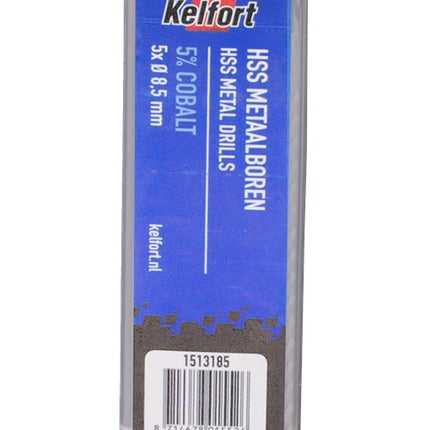 Kelfort
HSS METAALBOREN
HSS METAL DRILLS
5% COBALT
5x Ø 8,5 mm
kelfort.nl
1513185